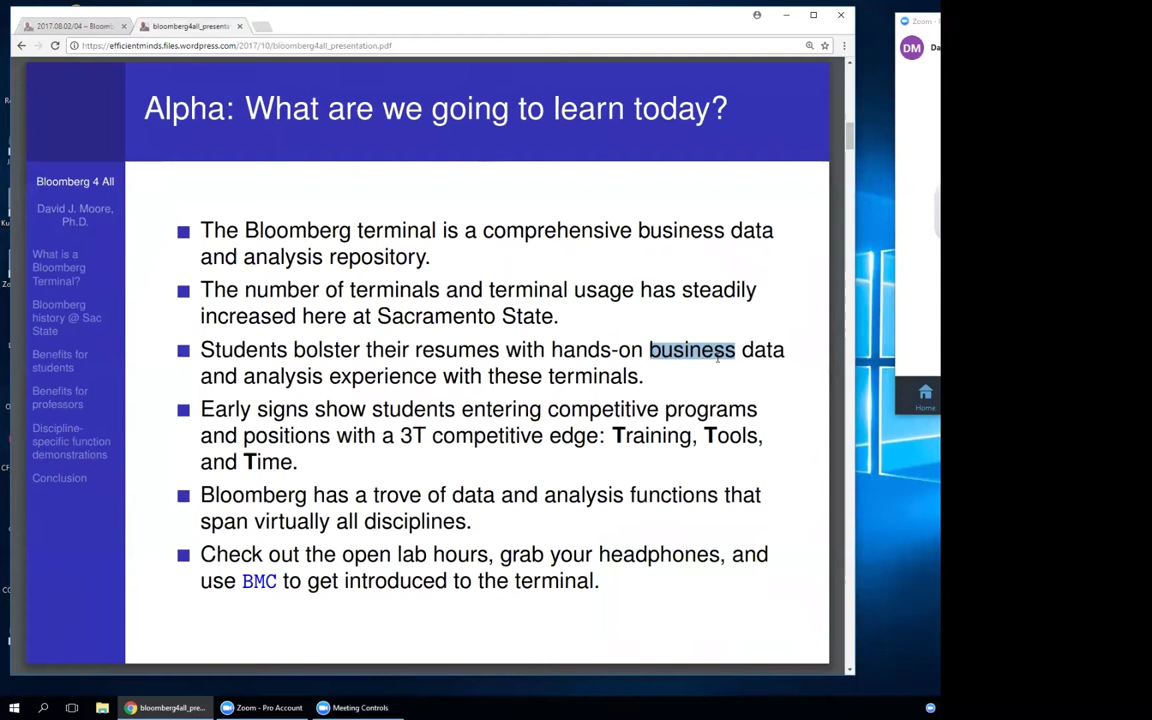 2017.08.02/04 – Bloomb
bloomberg4all_presenta
https://efficientminds.files.wordpress.com/2017/10/bloomberg4all_presentation.pdf
Zoom -
DM
Da
Alpha: What are we going to learn today?
Bloomberg 4 All
David J. Moore,
Ph.D.
What is a
Bloomberg
Terminal?
Bloomberg
history @ Sac
State
Benefits for
students
Benefits for
professors
Discipline-
specific function
demonstrations
Conclusion
The Bloomberg terminal is a comprehensive business data
and analysis repository.
The number of terminals and terminal usage has steadily
increased here at Sacramento State.
Students bolster their resumes with hands-on business data
and analysis experience with these terminals.
Early signs show students entering competitive programs
and positions with a 3T competitive edge: Training, Tools,
and Time.
Bloomberg has a trove of data and analysis functions that
span virtually all disciplines.
Check out the open lab hours, grab your headphones, and
use BMC to get introduced to the terminal.
Home
bloomberg4all_pre...
Zoom - Pro Account
Meeting Controls